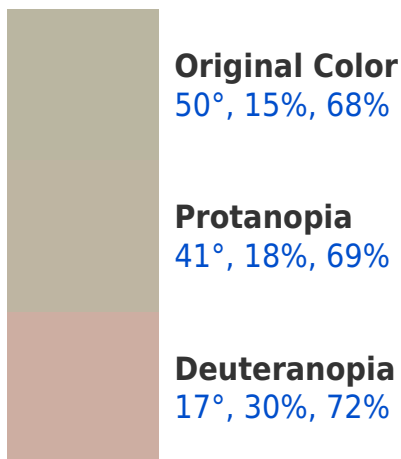 Original Color
50°, 15%, 68%
Protanopia
41°, 18%, 69%
Deuteranopia
17°, 30%, 72%